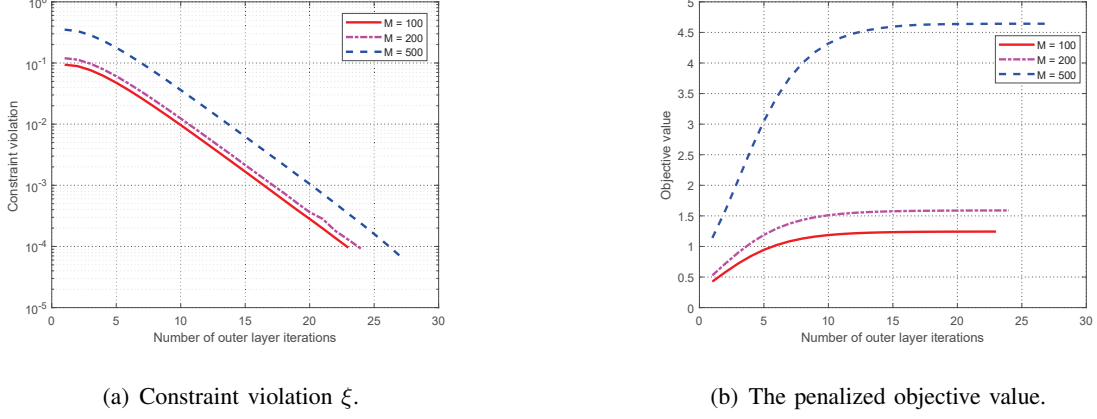 10^0
10^-1
10^-2
10^-3
10^-4
10^-5
Constraint violation
0 5 10 15 20 25 30
Number of outer layer iterations
M = 100
M = 200
M = 500
(a) Constraint violation ξ.
5
4.5
4
3.5
3
2.5
2
1.5
1
0.5
0
Objective value
0 5 10 15 20 25 30
Number of outer layer iterations
M = 100
M = 200
M = 500
(b) The penalized objective value.